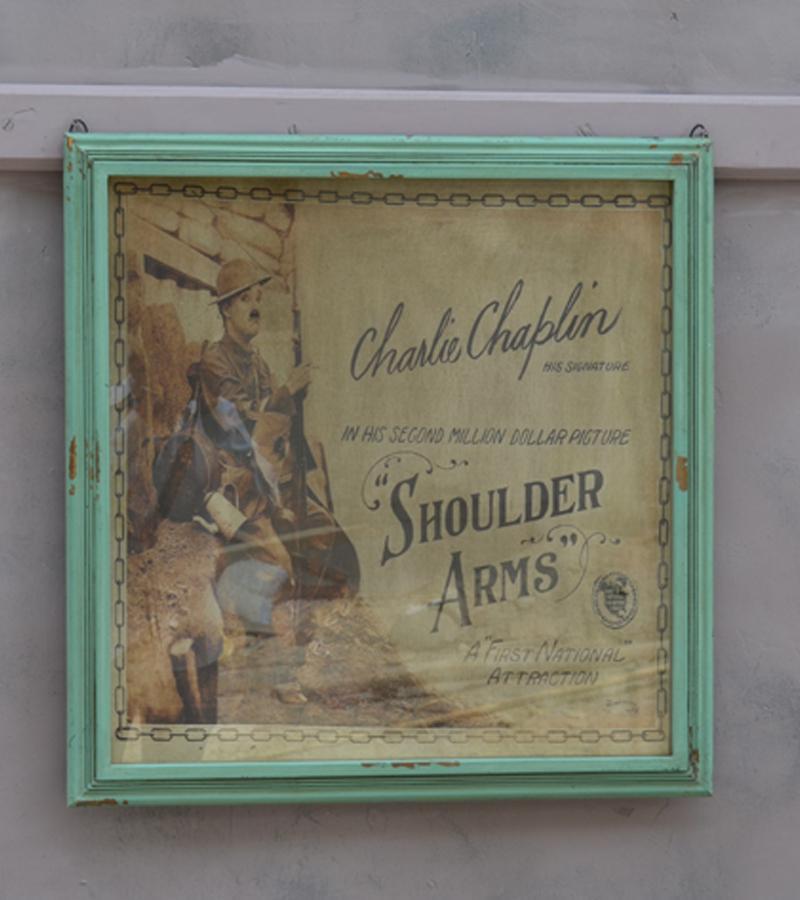 Charlie Chaplin
HIS SIGNATURE
IN HIS SECOND MILLION DOLLAR PICTURE
"SHOULDER
ARMS"
A "FIRST NATIONAL"
ATTRACTION